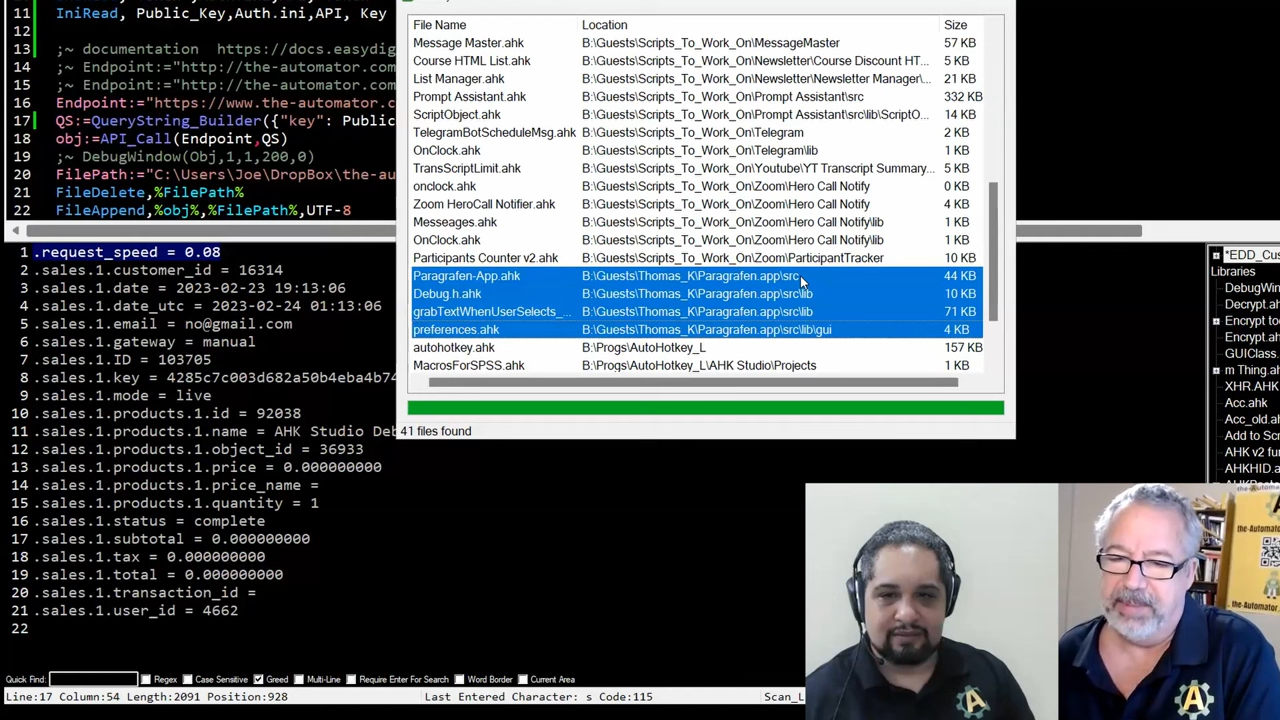 11 IniRead, Public_Key,Auth.ini,API, Key
12
13 ;~ documentation https://docs.easydig
14 ;~ Endpoint:="http://the-automator.com
15 ;~ Endpoint:="http://the-automator.com
16 Endpoint:="https://www.the-automator.c
17 QS:=QueryString_Builder({"key": Public
18 obj:=API_Call(Endpoint,QS)
19 ;~ DebugWindow(Obj,1,1,200,0)
20 FilePath:="C:\Users\Joe\DropBox\the-au
21 FileDelete,%FilePath%
22 FileAppend,%obj%,%FilePath%,UTF-8
File Name Location Size
Message Master.ahk B:\Guests\Scripts_To_Work_On\MessageMaster 57 KB
Course HTML List.ahk B:\Guests\Scripts_To_Work_On\Newsletter\Course Discount HT... 5 KB
List Manager.ahk B:\Guests\Scripts_To_Work_On\Newsletter\Newsletter Manager\... 21 KB
Prompt Assistant.ahk B:\Guests\Scripts_To_Work_On\Prompt Assistant\src 332 KB
ScriptObject.ahk B:\Guests\Scripts_To_Work_On\Prompt Assistant\src\lib\ScriptO... 14 KB
TelegramBotScheduleMsg.ahk B:\Guests\Scripts_To_Work_On\Telegram 2 KB
OnClock.ahk B:\Guests\Scripts_To_Work_On\Telegram\lib 1 KB
TransScriptLimit.ahk B:\Guests\Scripts_To_Work_On\Youtube\YT Transcript Summary... 5 KB
onclock.ahk B:\Guests\Scripts_To_Work_On\Zoom\Hero Call Notify 0 KB
Zoom HeroCall Notifier.ahk B:\Guests\Scripts_To_Work_On\Zoom\Hero Call Notify 4 KB
Messeages.ahk B:\Guests\Scripts_To_Work_On\Zoom\Hero Call Notify\lib 1 KB
OnClock.ahk B:\Guests\Scripts_To_Work_On\Zoom\Hero Call Notify\lib 1 KB
Participants Counter v2.ahk B:\Guests\Scripts_To_Work_On\Zoom\ParticipantTracker 10 KB
Paragrafen-App.ahk B:\Guests\Thomas_K\Paragrafen.app\src 44 KB
Debug.h.ahk B:\Guests\Thomas_K\Paragrafen.app\src\lib 10 KB
grabTextWhenUserSelects_... B:\Guests\Thomas_K\Paragrafen.app\src\lib 71 KB
preferences.ahk B:\Guests\Thomas_K\Paragrafen.app\src\lib\gui 4 KB
autohotkey.ahk B:\Progs\AutoHotkey_L 157 KB
MacrosForSPSS.ahk B:\Progs\AutoHotkey_L\AHK Studio\Projects 1 KB
41 files found
1 .request_speed = 0.08
2 .sales.1.customer_id = 16314
3 .sales.1.date = 2023-02-23 19:13:06
4 .sales.1.date_utc = 2023-02-24 01:13:06
5 .sales.1.email = no@gmail.com
6 .sales.1.gateway = manual
7 .sales.1.ID = 103705
8 .sales.1.key = 4285c7c003d682a50b4eba4b74
9 .sales.1.mode = live
10 .sales.1.products.1.id = 92038
11 .sales.1.products.1.name = AHK Studio Deb
12 .sales.1.products.1.object_id = 36933
13 .sales.1.products.1.price = 0.000000000
14 .sales.1.products.1.price_name =
15 .sales.1.products.1.quantity = 1
16 .sales.1.status = complete
17 .sales.1.subtotal = 0.000000000
18 .sales.1.tax = 0.000000000
19 .sales.1.total = 0.000000000
20 .sales.1.transaction_id =
21 .sales.1.user_id = 4662
22
*EDD_Cus
Libraries
DebugWin
Decrypt.a
Encrypt to
Encrypt.ah
GUIClass.
m Thing.a
XHR.AHK
Acc.ahk
Acc_old.a
Add to Scr
AHK v2 fu
AHKHID.a
the-Automator
Quick Find: Regex Case Sensitive Greed Multi-Line Require Enter For Search Word Border Current Area
Line:17 Column:54 Length:2091 Position:928 Last Entered Character: s Code:115 Scan_L